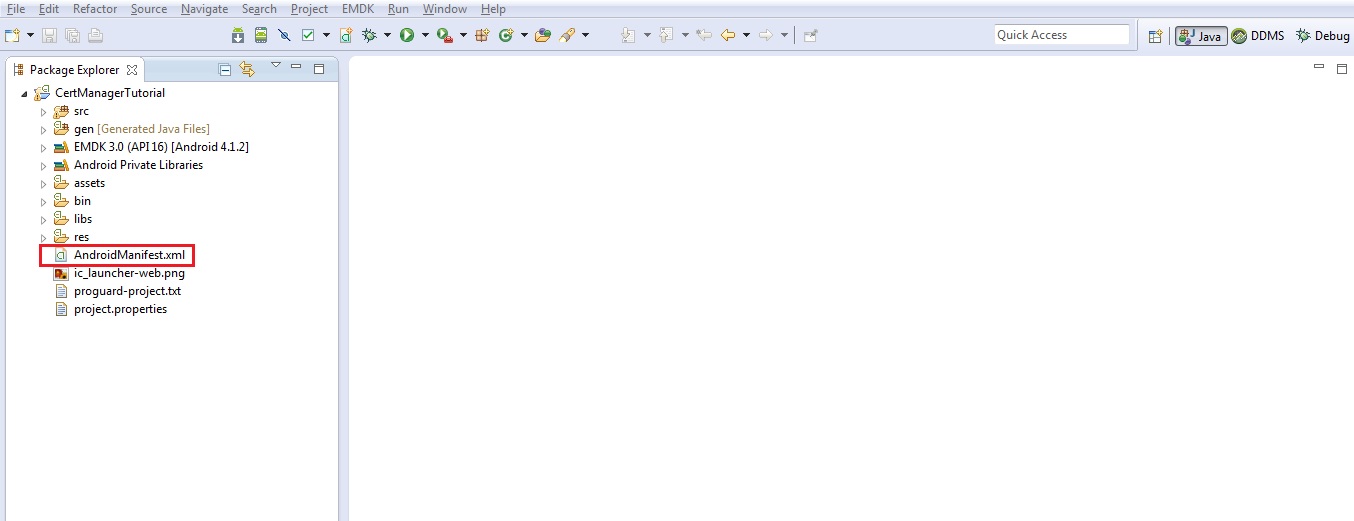 File Edit Refactor Source Navigate Search Project EMDK Run Window Help
Quick Access Java DDMS Debug
Package Explorer
CertManagerTutorial
src
gen [Generated Java Files]
EMDK 3.0 (API 16) [Android 4.1.2]
Android Private Libraries
assets
bin
libs
res
AndroidManifest.xml
ic_launcher-web.png
proguard-project.txt
project.properties